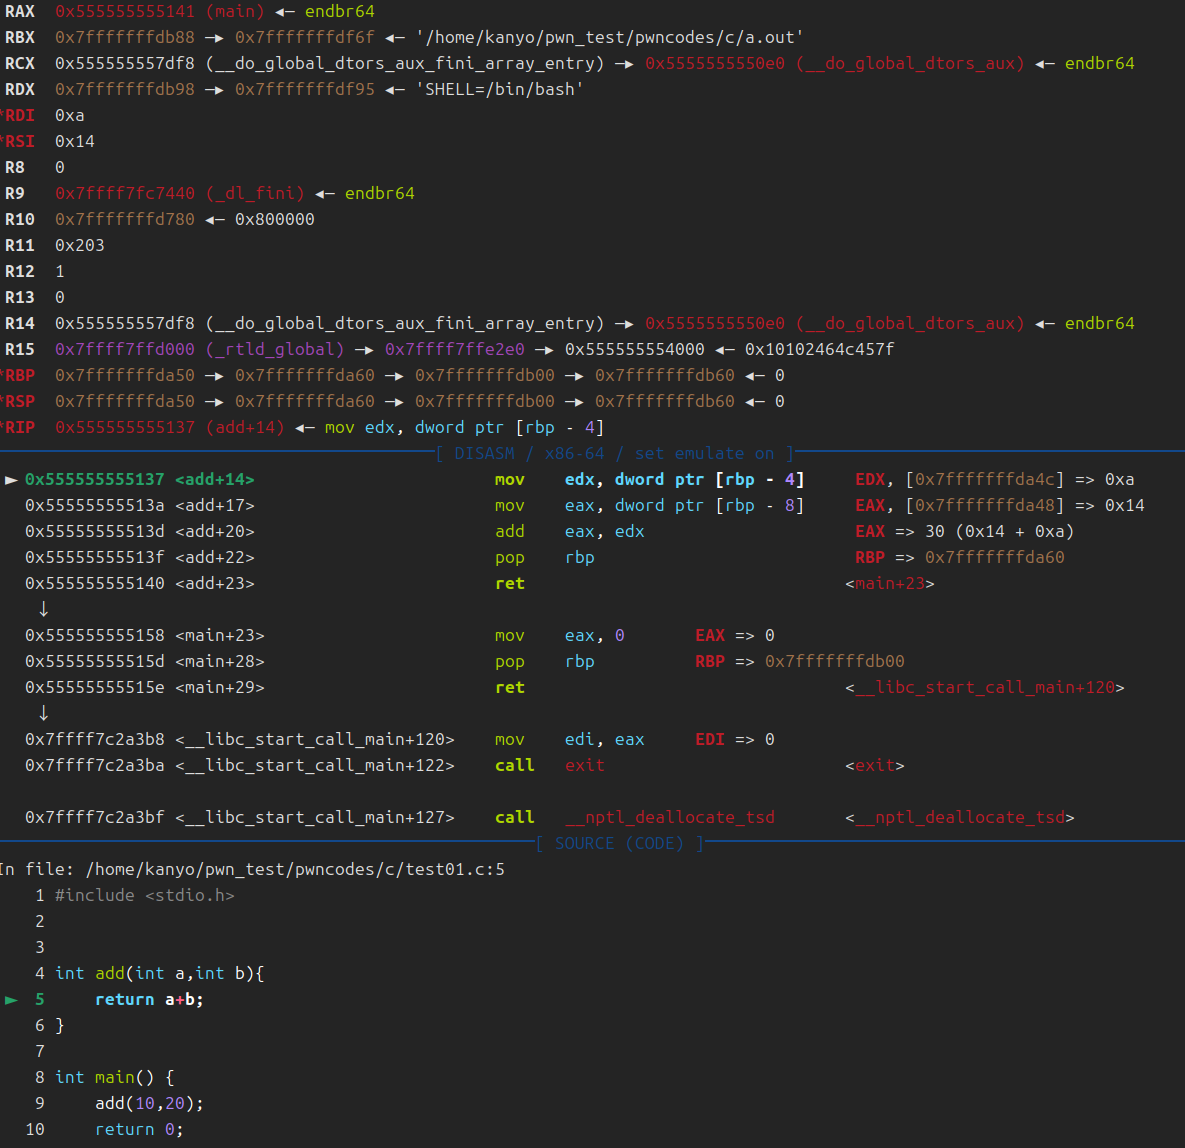 RAX 0x555555555141 (main) ◂— endbr64
RBX 0x7fffffffdb88 —▸ 0x7fffffffdf6f ◂— '/home/kanyo/pwn_test/pwncodes/c/a.out'
RCX 0x555555557df8 (__do_global_dtors_aux_fini_array_entry) —▸ 0x5555555550e0 (__do_global_dtors_aux) ◂— endbr64
RDX 0x7fffffffdb98 —▸ 0x7fffffffdf95 ◂— 'SHELL=/bin/bash'
*RDI 0xa
*RSI 0x14
R8 0
R9 0x7ffff7fc7440 (_dl_fini) ◂— endbr64
R10 0x7fffffffd780 ◂— 0x800000
R11 0x203
R12 1
R13 0
R14 0x555555557df8 (__do_global_dtors_aux_fini_array_entry) —▸ 0x5555555550e0 (__do_global_dtors_aux) ◂— endbr64
R15 0x7ffff7ffd000 (_rtld_global) —▸ 0x7ffff7ffe2e0 —▸ 0x555555554000 ◂— 0x10102464c457f
*RBP 0x7fffffffda50 —▸ 0x7fffffffda60 —▸ 0x7fffffffdb00 —▸ 0x7fffffffdb60 ◂— 0
*RSP 0x7fffffffda50 —▸ 0x7fffffffda60 —▸ 0x7fffffffdb00 —▸ 0x7fffffffdb60 ◂— 0
*RIP 0x555555555137 (add+14) ◂— mov edx, dword ptr [rbp - 4]
[ DISASM / x86-64 / set emulate on ]
► 0x555555555137 <add+14> mov edx, dword ptr [rbp - 4] EDX, [0x7fffffffda4c] => 0xa
0x55555555513a <add+17> mov eax, dword ptr [rbp - 8] EAX, [0x7fffffffda48] => 0x14
0x55555555513d <add+20> add eax, edx EAX => 30 (0x14 + 0xa)
0x55555555513f <add+22> pop rbp RBP => 0x7fffffffda60
0x555555555140 <add+23> ret <main+23>
↓
0x555555555158 <main+23> mov eax, 0 EAX => 0
0x55555555515d <main+28> pop rbp RBP => 0x7fffffffdb00
0x55555555515e <main+29> ret <__libc_start_call_main+120>
↓
0x7ffff7c2a3b8 <__libc_start_call_main+120> mov edi, eax EDI => 0
0x7ffff7c2a3ba <__libc_start_call_main+122> call exit <exit>
0x7ffff7c2a3bf <__libc_start_call_main+127> call __nptl_deallocate_tsd <__nptl_deallocate_tsd>
[ SOURCE (CODE) ]
In file: /home/kanyo/pwn_test/pwncodes/c/test01.c:5
1 #include <stdio.h>
2
3
4 int add(int a,int b){
► 5 return a+b;
6 }
7
8 int main() {
9 add(10,20);
10 return 0;